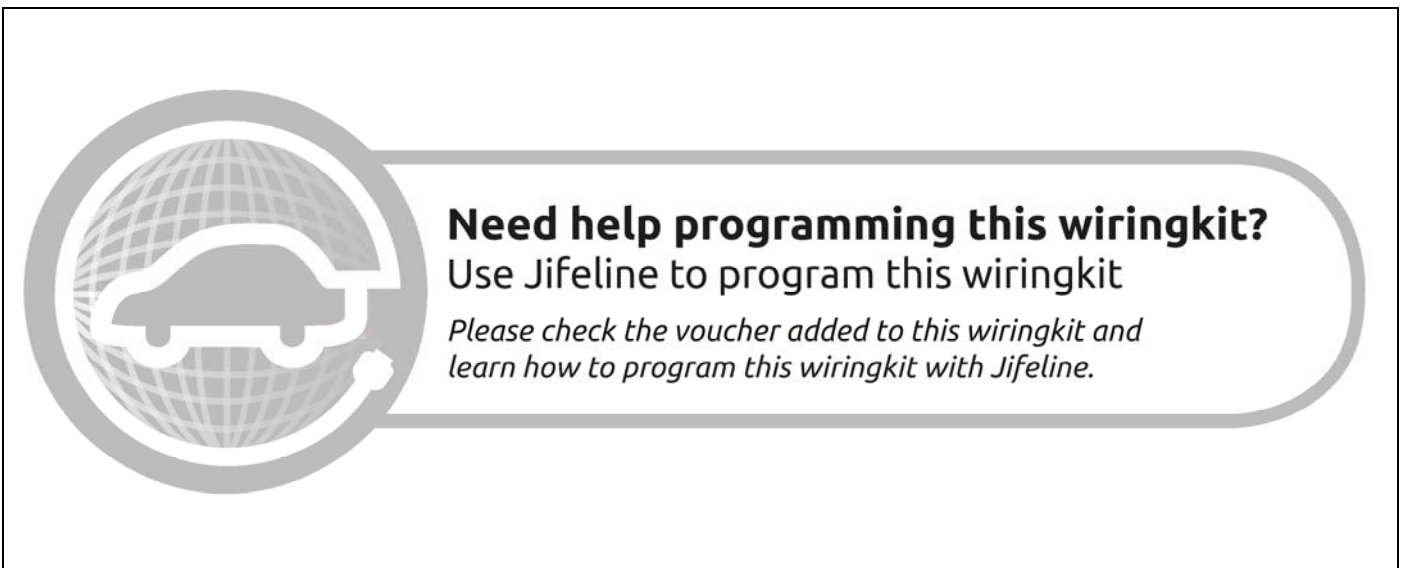 Need help programming this wiringkit?
Use Jifeline to program this wiringkit
Please check the voucher added to this wiringkit and
learn how to program this wiringkit with Jifeline.